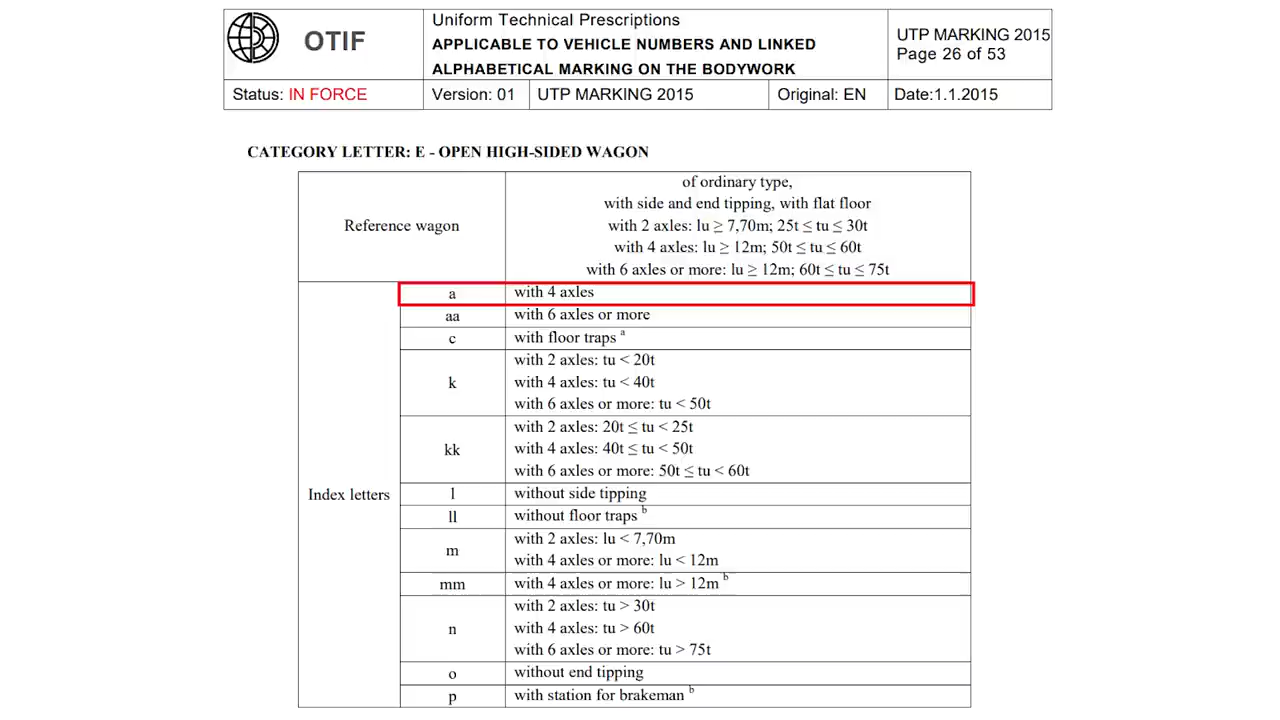 OTIF
Uniform Technical Prescriptions
APPLICABLE TO VEHICLE NUMBERS AND LINKED
ALPHABETICAL MARKING ON THE BODYWORK
UTP MARKING 2015
Page 26 of 53
Status: IN FORCE
Version: 01
UTP MARKING 2015
Original: EN
Date:1.1.2015
CATEGORY LETTER: E - OPEN HIGH-SIDED WAGON
Reference wagon
of ordinary type,
with side and end tipping, with flat floor
with 2 axles: lu ≥ 7,70m; 25t ≤ tu ≤ 30t
with 4 axles: lu ≥ 12m; 50t ≤ tu ≤ 60t
with 6 axles or more: lu ≥ 12m; 60t ≤ tu ≤ 75t
Index letters
a with 4 axles
aa with 6 axles or more
c with floor traps a
k with 2 axles: tu < 20t
with 4 axles: tu < 40t
with 6 axles or more: tu < 50t
kk with 2 axles: 20t ≤ tu < 25t
with 4 axles: 40t ≤ tu < 50t
with 6 axles or more: 50t ≤ tu < 60t
l without side tipping
ll without floor traps b
m with 2 axles: lu < 7,70m
with 4 axles or more: lu < 12m
mm with 4 axles or more: lu > 12m b
n with 2 axles: tu > 30t
with 4 axles: tu > 60t
with 6 axles or more: tu > 75t
o without end tipping
p with station for brakeman b